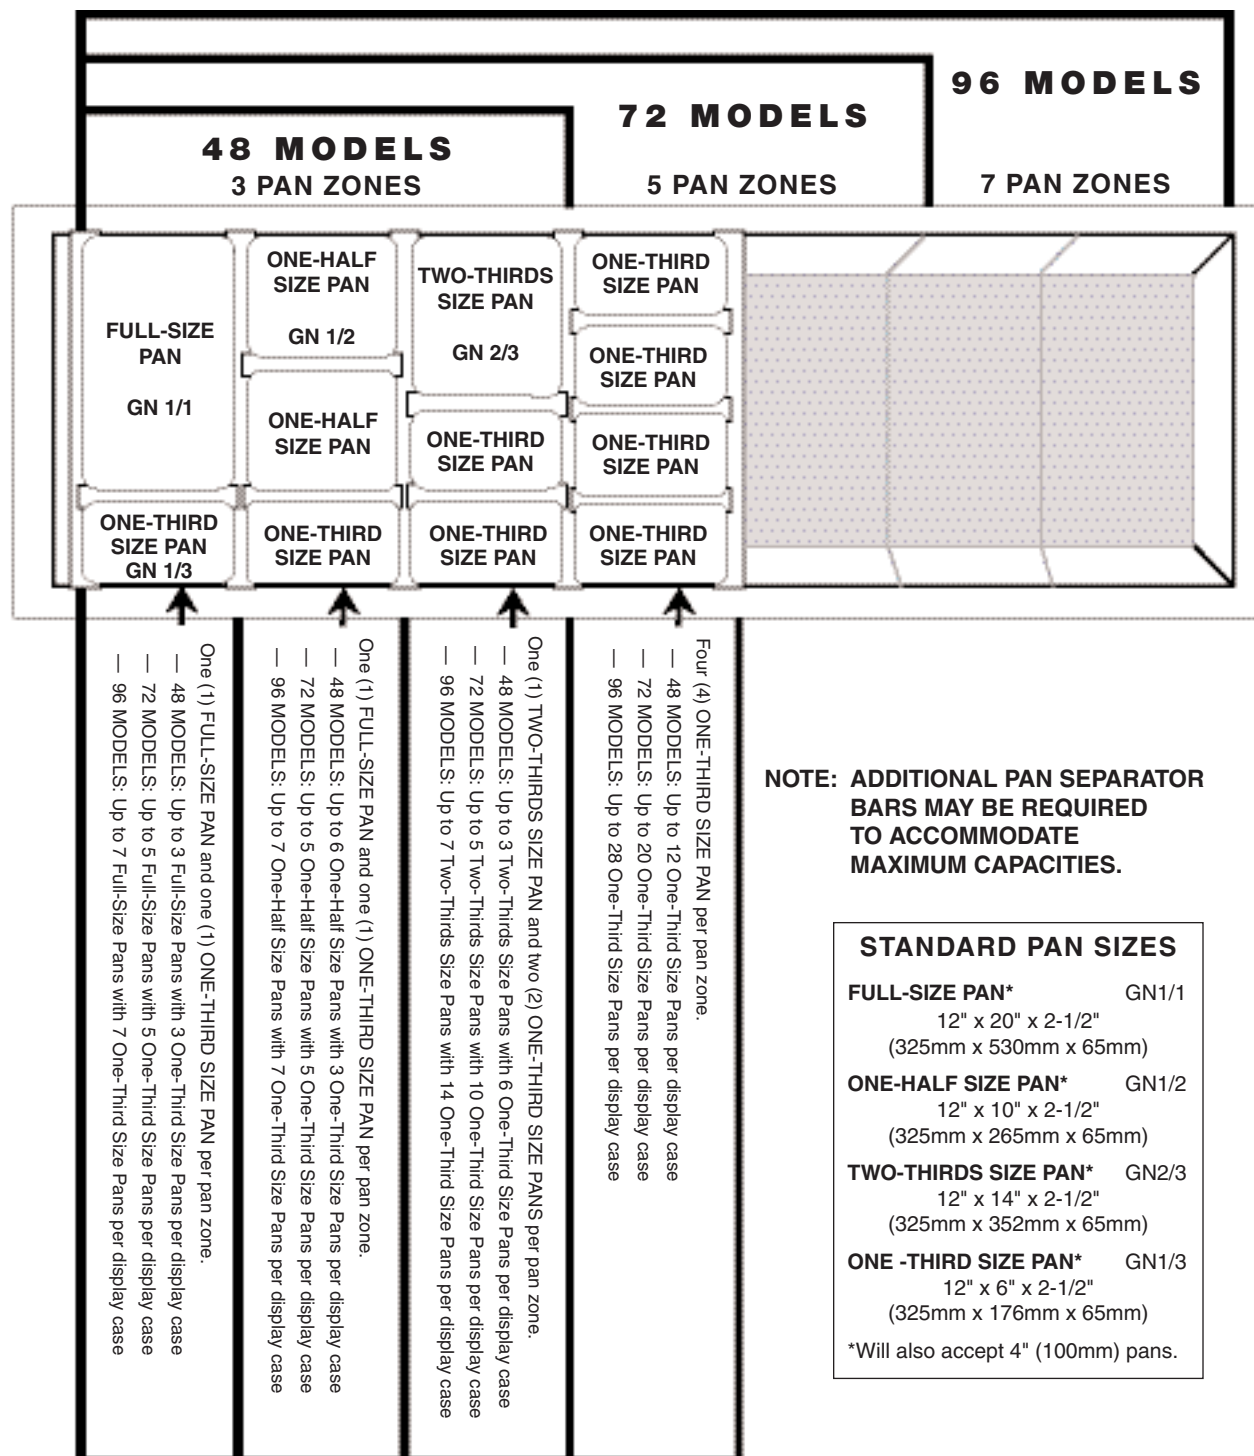 96 MODELS
72 MODELS
48 MODELS
3 PAN ZONES
5 PAN ZONES
7 PAN ZONES
FULL-SIZE
PAN
GN 1/1
ONE-THIRD
SIZE PAN
GN 1/3
ONE-HALF
SIZE PAN
GN 1/2
ONE-HALF
SIZE PAN
ONE-THIRD
SIZE PAN
TWO-THIRDS
SIZE PAN
GN 2/3
ONE-THIRD
SIZE PAN
ONE-THIRD
SIZE PAN
ONE-THIRD
SIZE PAN
ONE-THIRD
SIZE PAN
ONE-THIRD
SIZE PAN
ONE-THIRD
SIZE PAN
One (1) FULL-SIZE PAN and one (1) ONE-THIRD SIZE PAN per pan zone.
— 48 MODELS: Up to 3 Full-Size Pans with 3 One-Third Size Pans per display case
— 72 MODELS: Up to 5 Full-Size Pans with 5 One-Third Size Pans per display case
— 96 MODELS: Up to 7 Full-Size Pans with 7 One-Third Size Pans per display case
One (1) FULL-SIZE PAN and one (1) ONE-THIRD SIZE PAN per pan zone.
— 48 MODELS: Up to 6 One-Half Size Pans with 3 One-Third Size Pans per display case
— 72 MODELS: Up to 5 One-Half Size Pans with 5 One-Third Size Pans per display case
— 96 MODELS: Up to 7 One-Half Size Pans with 7 One-Third Size Pans per display case
One (1) TWO-THIRDS SIZE PAN and two (2) ONE-THIRD SIZE PANS per pan zone.
— 48 MODELS: Up to 3 Two-Thirds Size Pans with 6 One-Third Size Pans per display case
— 72 MODELS: Up to 5 Two-Thirds Size Pans with 10 One-Third Size Pans per display case
— 96 MODELS: Up to 7 Two-Thirds Size Pans with 14 One-Third Size Pans per display case
Four (4) ONE-THIRD SIZE PAN per pan zone.
— 48 MODELS: Up to 12 One-Third Size Pans per display case
— 72 MODELS: Up to 20 One-Third Size Pans per display case
— 96 MODELS: Up to 28 One-Third Size Pans per display case
NOTE: ADDITIONAL PAN SEPARATOR
BARS MAY BE REQUIRED
TO ACCOMMODATE
MAXIMUM CAPACITIES.
STANDARD PAN SIZES
FULL-SIZE PAN* GN1/1
12" x 20" x 2-1/2"
(325mm x 530mm x 65mm)
ONE-HALF SIZE PAN* GN1/2
12" x 10" x 2-1/2"
(325mm x 265mm x 65mm)
TWO-THIRDS SIZE PAN* GN2/3
12" x 14" x 2-1/2"
(325mm x 352mm x 65mm)
ONE -THIRD SIZE PAN* GN1/3
12" x 6" x 2-1/2"
(325mm x 176mm x 65mm)
*Will also accept 4" (100mm) pans.